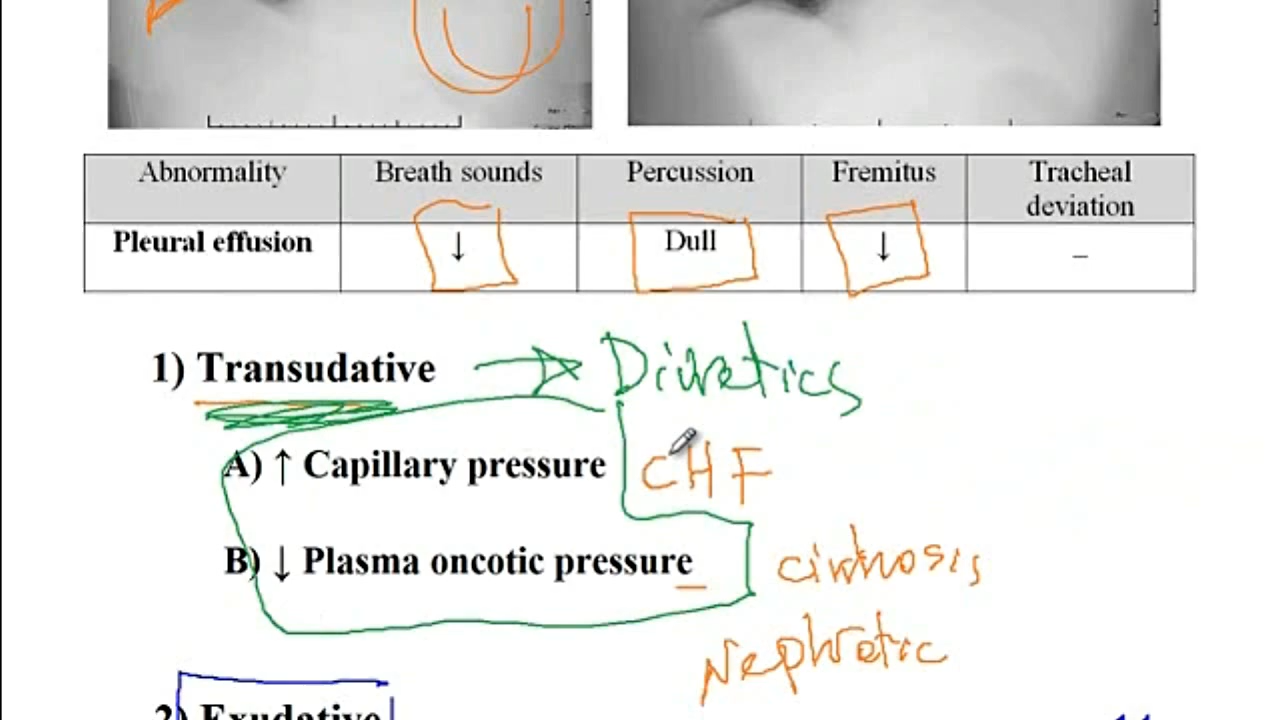 Abnormality Breath sounds Percussion Fremitus Tracheal deviation
Pleural effusion ↓ Dull ↓ –
1) Transudative → Diuretics
A) ↑ Capillary pressure CHF
B) ↓ Plasma oncotic pressure cirrhosis
Nephrotic
2) Exudative